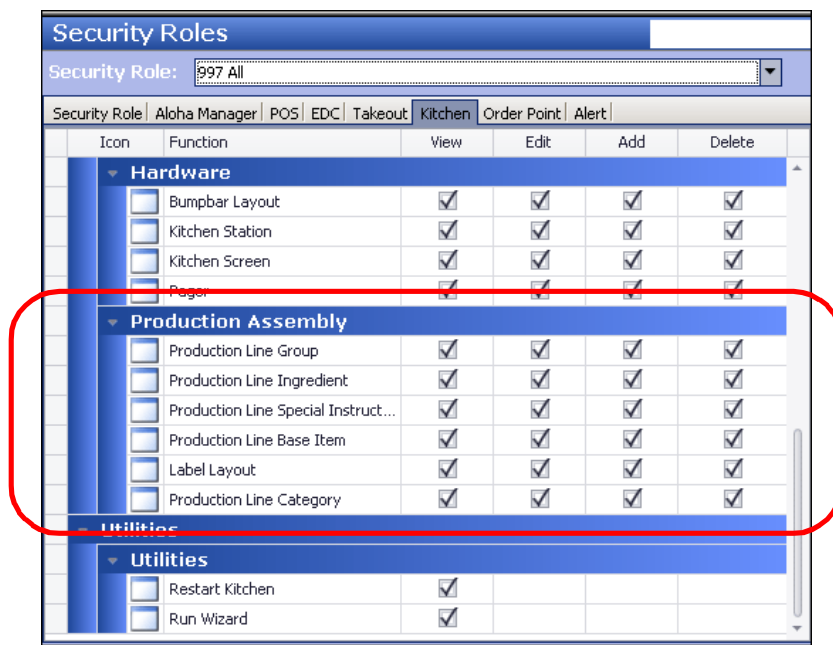 Security Roles
Security Role: 997 All
Security Role Aloha Manager POS EDC Takeout Kitchen Order Point Alert
Icon Function View Edit Add Delete
Hardware
Bumpbar Layout
Kitchen Station
Kitchen Screen
Pager
Production Assembly
Production Line Group
Production Line Ingredient
Production Line Special Instruct...
Production Line Base Item
Label Layout
Production Line Category
Utilities
Utilities
Restart Kitchen
Run Wizard